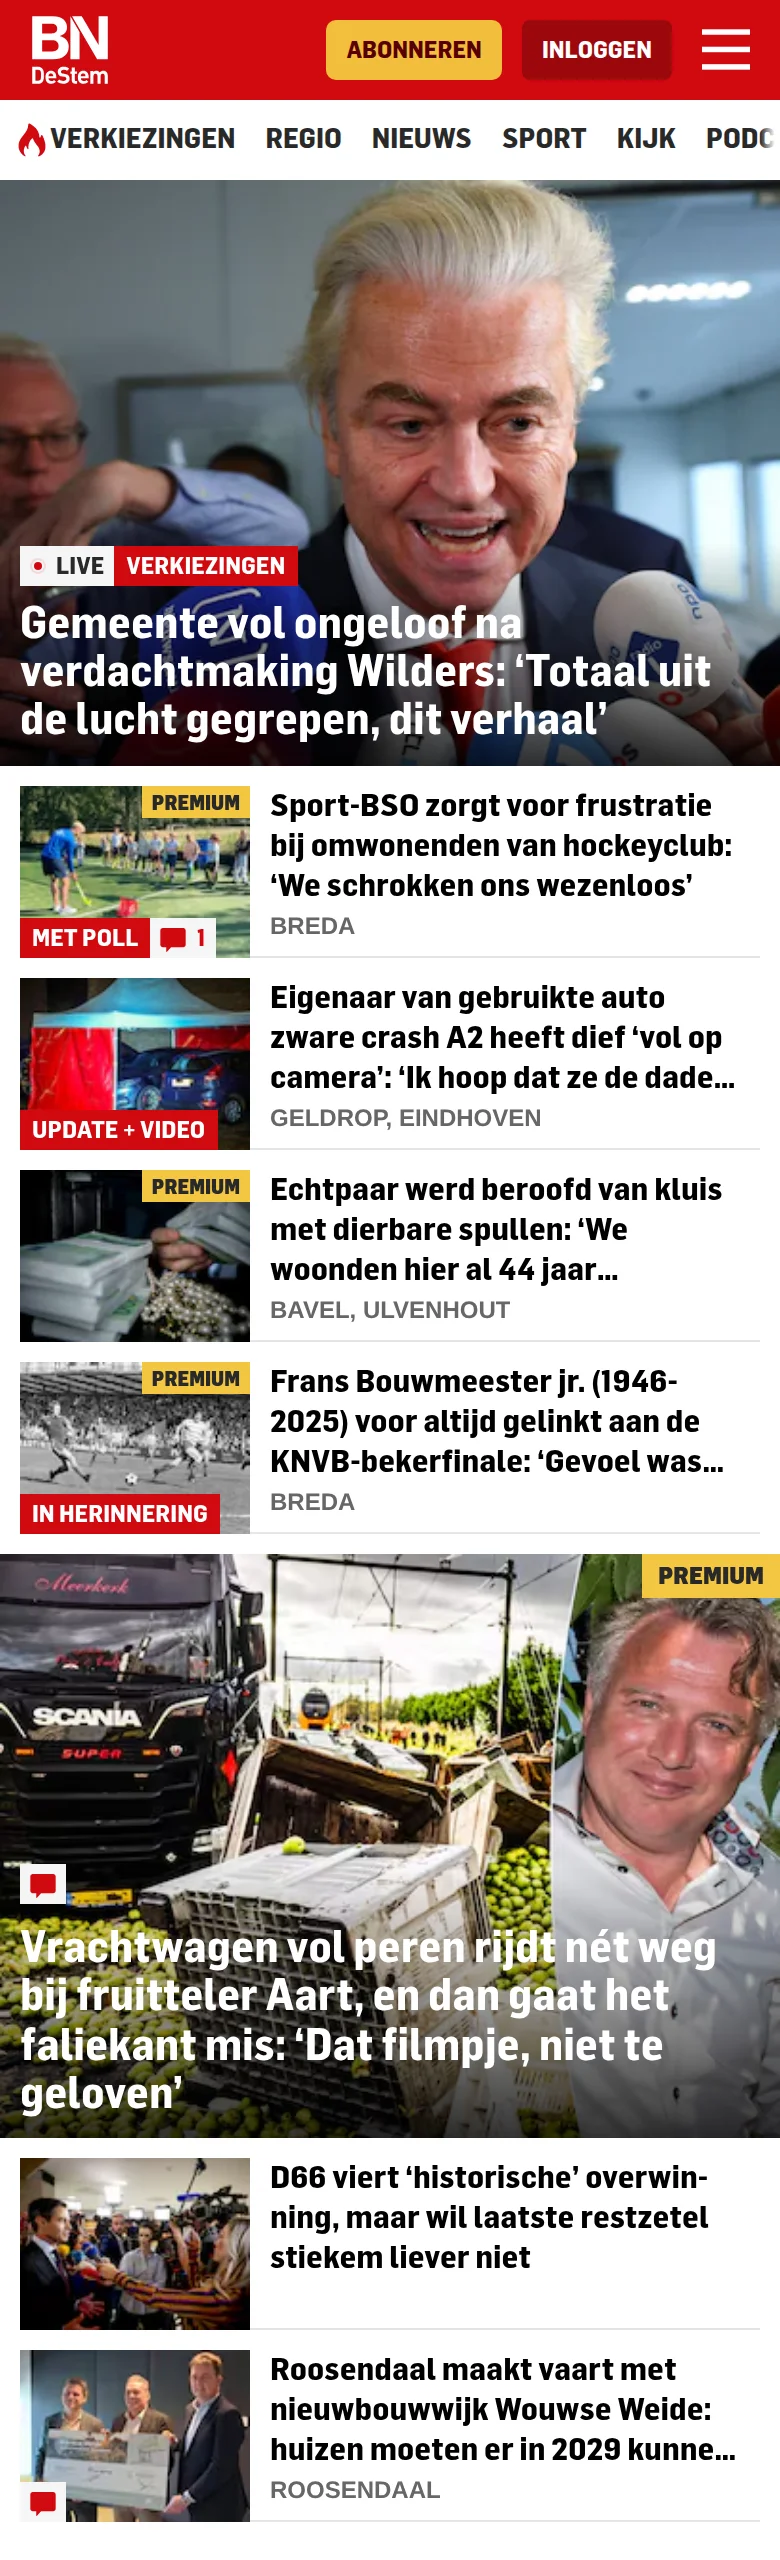 BN
DeStem
ABONNEREN
INLOGGEN
VERKIEZINGEN REGIO NIEUWS SPORT KIJK PODC
LIVE VERKIEZINGEN
Gemeente vol ongeloof na
verdachtmaking Wilders: ‘Totaal uit
de lucht gegrepen, dit verhaal’
PREMIUM
MET POLL 1
Sport-BSO zorgt voor frustratie
bij omwonenden van hockeyclub:
‘We schrokken ons wezenloos’
BREDA
UPDATE + VIDEO
Eigenaar van gebruikte auto
zware crash A2 heeft dief ‘vol op
camera’: ‘Ik hoop dat ze de dade...
GELDROP, EINDHOVEN
PREMIUM
Echtpaar werd beroofd van kluis
met dierbare spullen: ‘We
woonden hier al 44 jaar...
BAVEL, ULVENHOUT
PREMIUM
IN HERINNERING
Frans Bouwmeester jr. (1946-
2025) voor altijd gelinkt aan de
KNVB-bekerfinale: ‘Gevoel was...
BREDA
PREMIUM
Meerkerk
SCANIA
SUPER
Vrachtwagen vol peren rijdt nét weg
bij fruitteler Aart, en dan gaat het
faliekant mis: ‘Dat filmpje, niet te
geloven’
D66 viert ‘historische’ overwin-
ning, maar wil laatste restzetel
stiekem liever niet
Roosendaal maakt vaart met
nieuwbouwwijk Wouwse Weide:
huizen moeten er in 2029 kunne...
ROOSENDAAL